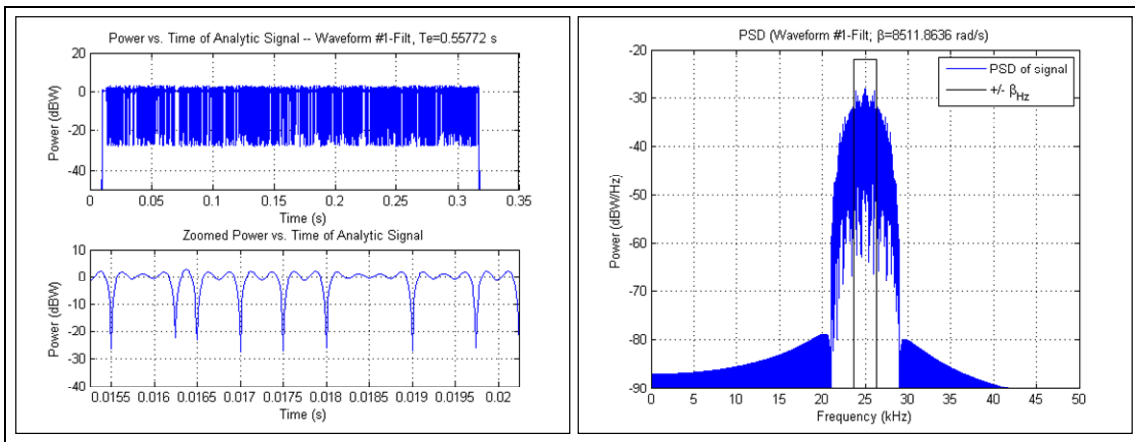 Power vs. Time of Analytic Signal -- Waveform #1-Filt, Te=0.55772 s
20
0
-20
-40
Power (dBW)
0 0.05 0.1 0.15 0.2 0.25 0.3 0.35
Time (s)
Zoomed Power vs. Time of Analytic Signal
10
0
-10
-20
-30
-40
Power (dBW)
0.0155 0.016 0.0165 0.017 0.0175 0.018 0.0185 0.019 0.0195 0.02
Time (s)
PSD (Waveform #1-Filt; β=8511.8636 rad/s)
-20
-30
-40
-50
-60
-70
-80
-90
Power (dBW/Hz)
PSD of signal
+/- βHz
0 5 10 15 20 25 30 35 40 45 50
Frequency (kHz)